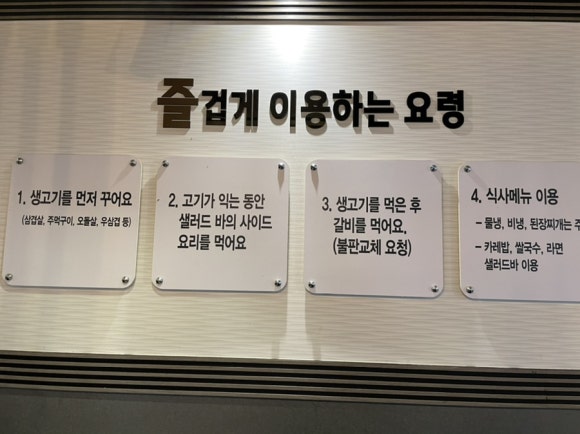 즐겁게 이용하는 요령
1. 생고기를 먼저 꾸어요
(삼겹살, 주먹구이, 오돌살, 우삼겹 등)
2. 고기가 익는 동안
샐러드 바의 사이드
요리를 먹어요
3. 생고기를 먹은 후
갈비를 먹어요,
(불판교체 요청)
4. 식사메뉴 이용
- 물냉, 비냉, 된장찌개는 주
- 카레밥, 쌀국수, 라면
샐러드바 이용